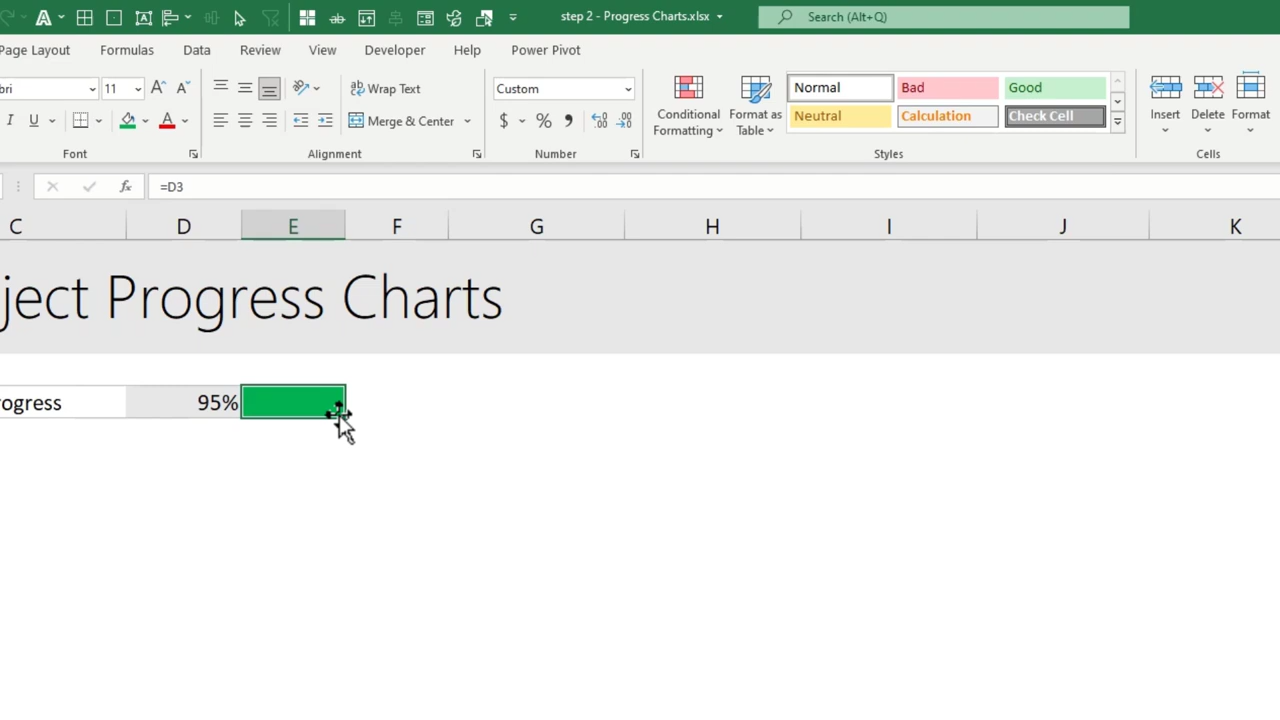 step 2 - Progress Charts.xlsx
Search (Alt+Q)
Page Layout Formulas Data Review View Developer Help Power Pivot
11 Wrap Text Custom Normal Bad Good
I U A Merge & Center $ % Conditional Formatting Format as Table Neutral Calculation Check Cell Insert Delete Format
Font Alignment Number Styles Cells
fx =D3
C D E F G H I J K
ject Progress Charts
rogress 95%